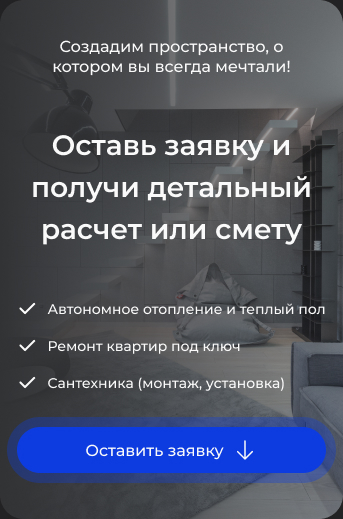 Создадим пространство, о
котором вы всегда мечтали!
Оставь заявку и
получи детальный
расчет или смету
Автономное отопление и теплый пол
Ремонт квартир под ключ
Сантехника (монтаж, установка)
Оставить заявку